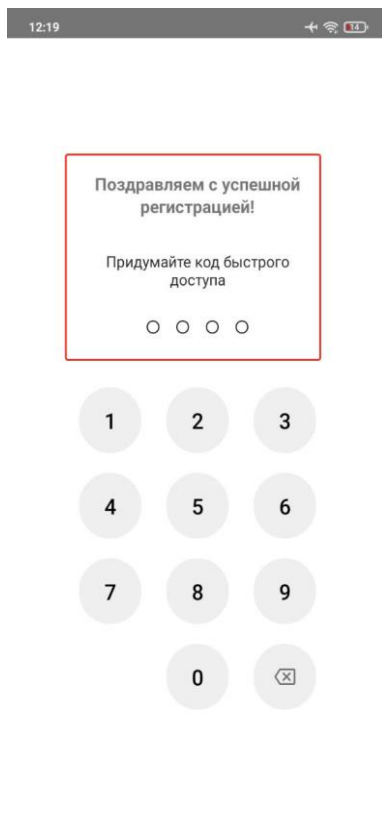 12:19
14
Поздравляем с успешной
регистрацией!
Придумайте код быстрого
доступа
1 2 3
4 5 6
7 8 9
0